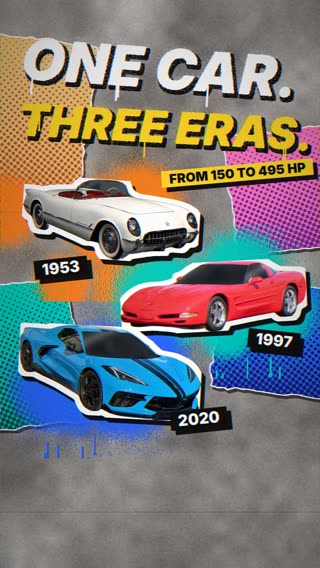 ONE CAR.
THREE ERAS.
FROM 150 TO 495 HP
1953
1997
2020